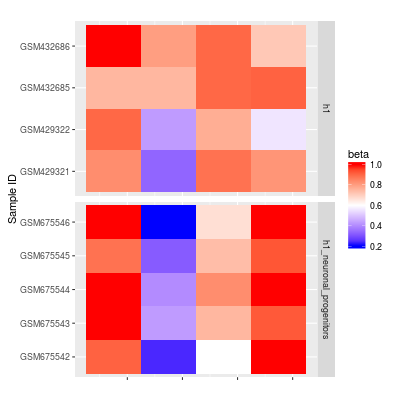 Sample ID
GSM432686
GSM432685
GSM429322
GSM429321
h1
GSM675546
GSM675545
GSM675544
GSM675543
GSM675542
h1_neuronal_progenitors
beta
1.0
0.8
0.6
0.4
0.2